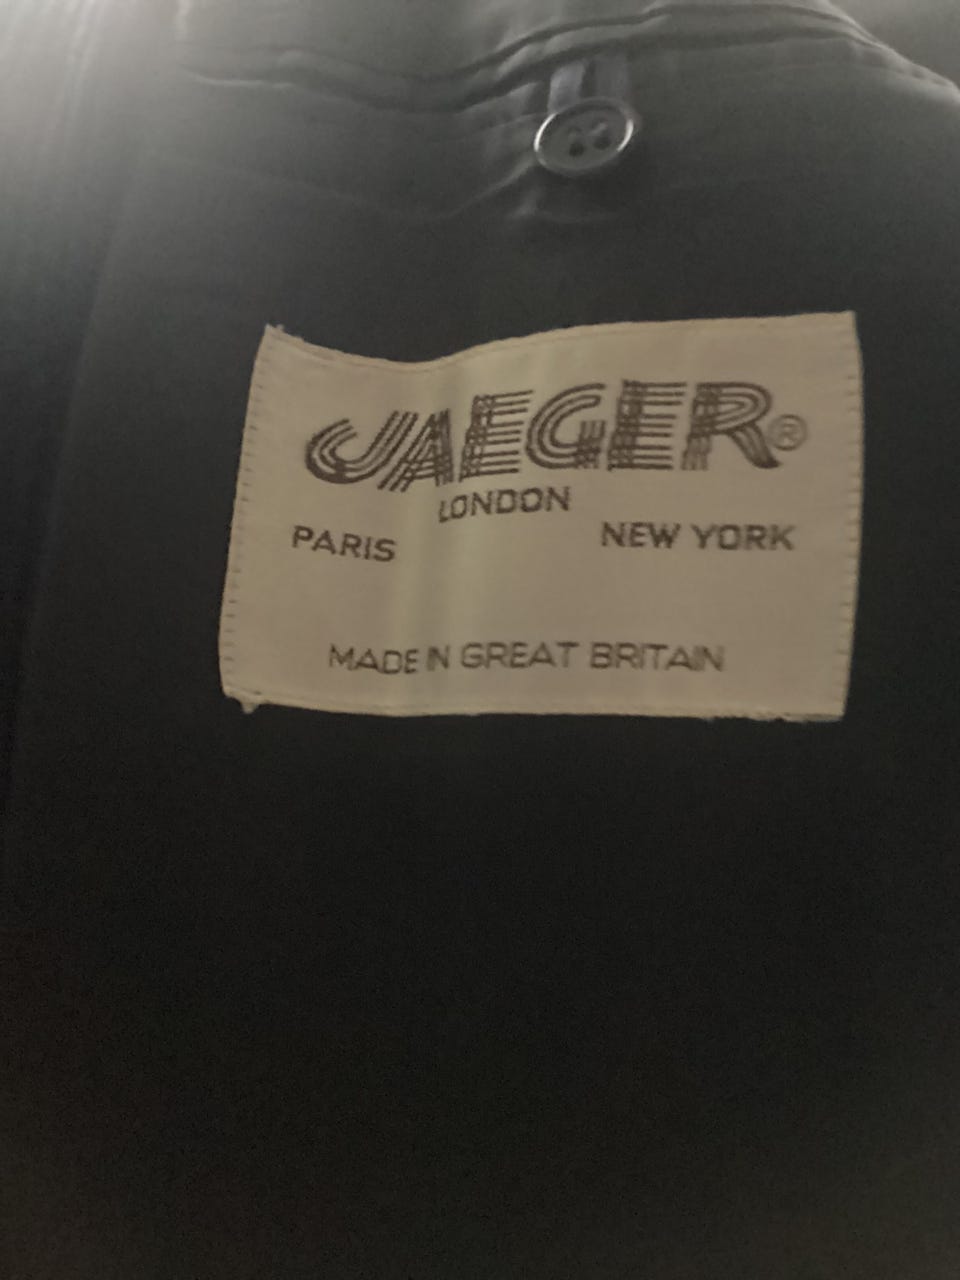 JAEGER®
LONDON
PARIS NEW YORK
MADE IN GREAT BRITAIN